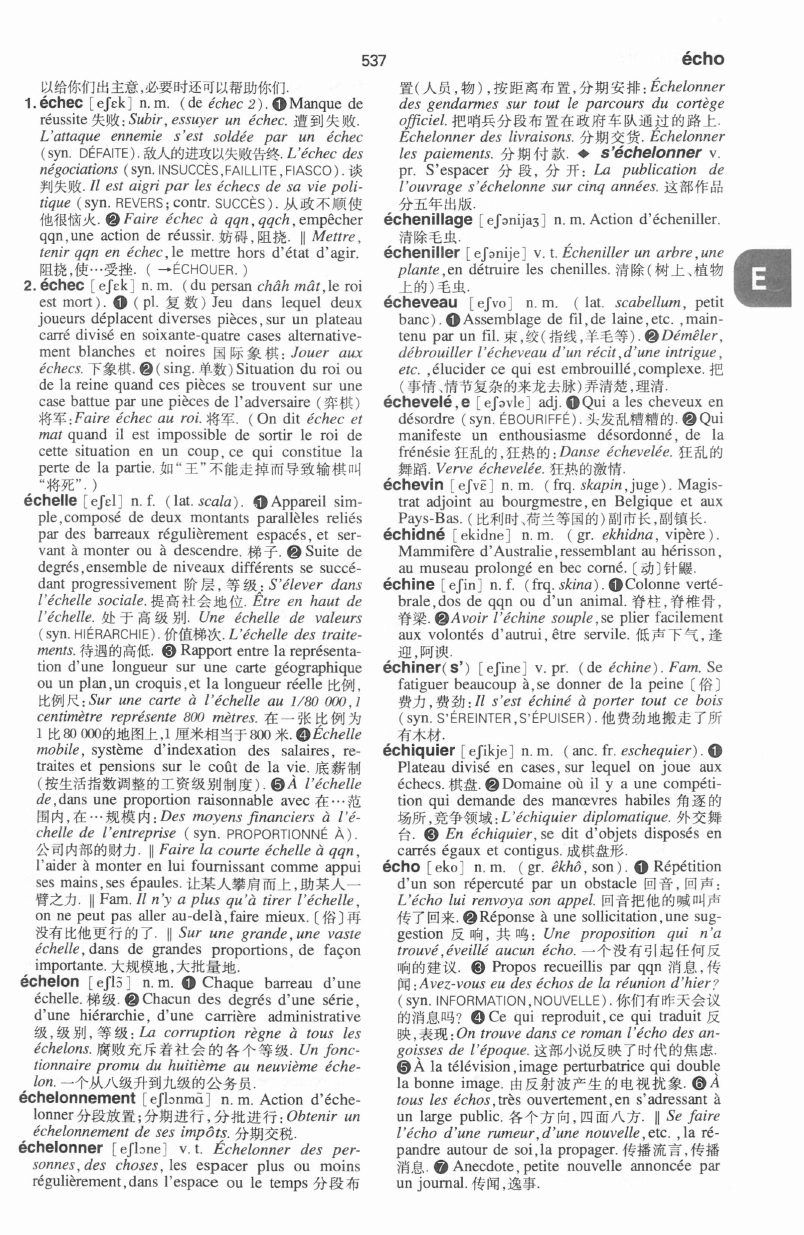 537
écho
以给你们出主意,必要时还可以帮助你们.
1. échec [eʃɛk] n. m. (de échec 2). ❶Manque de
réussite 失败:Subir, essuyer un échec. 遭到失败.
L'attaque ennemie s'est soldée par un échec
(syn. DÉFAITE). 敌人的进攻以失败告终. L'échec des
négociations (syn. INSUCCÈS,FAILLITE,FIASCO). 谈
判失败. Il est aigri par les échecs de sa vie poli-
tique (syn. REVERS; contr. SUCCÈS). 从政不顺使
他很恼火. ❷ Faire échec à qqn, qqch, empêcher
qqn,une action de réussir. 妨碍,阻挠. ‖ Mettre,
tenir qqn en échec, le mettre hors d'état d'agir.
阻挠,使…受挫. ( →ÉCHOUER. )
2. échec [eʃɛk] n. m. (du persan châh mât,le roi
est mort). ❶ ( pl. 复数) Jeu dans lequel deux
joueurs déplacent diverses pièces, sur un plateau
carré divisé en soixante-quatre cases alternative-
ment blanches et noires 国际象棋: Jouer aux
échecs. 下象棋. ❷(sing. 单数)Situation du roi ou
de la reine quand ces pièces se trouvent sur une
case battue par une pièces de l'adversaire (弈棋)
将军:Faire échec au roi. 将军. (On dit échec et
mat quand il est impossible de sortir le roi de
cette situation en un coup, ce qui constitue la
perte de la partie. 如“王”不能走掉而导致输棋叫
“将死”. )
échelle [eʃɛl] n. f. (lat. scala). ❶Appareil sim-
ple,composé de deux montants parallèles reliés
par des barreaux régulièrement espacés, et ser-
vant à monter ou à descendre. 梯子. ❷ Suite de
degrés,ensemble de niveaux différents se succé-
dant progressivement 阶层, 等级: S'élever dans
l'échelle sociale. 提高社会地位. Être en haut de
l'échelle. 处于高级别. Une échelle de valeurs
(syn. HIÉRARCHIE). 价值梯次. L'échelle des traite-
ments. 待遇的高低. ❸ Rapport entre la représenta-
tion d'une longueur sur une carte géographique
ou un plan,un croquis,et la longueur réelle 比例,
比例尺:Sur une carte à l'échelle au 1/80 000,1
centimètre représente 800 mètres. 在一张比例为
1 比 80 000的地图上,1 厘米相当于800 米. ❹Échelle
mobile, système d'indexation des salaires, re-
traites et pensions sur le coût de la vie. 底薪制
(按生活指数调整的工资级别制度). ❺À l'échelle
de,dans une proportion raisonnable avec 在…范
围内,在…规模内:Des moyens financiers à l'é-
chelle de l'entreprise ( syn. PROPORTIONNÉ À).
公司内部的财力. ‖ Faire la courte échelle à qqn,
l'aider à monter en lui fournissant comme appui
ses mains,ses épaules. 让某人攀肩而上,助某人一
臂之力. ‖ Fam. Il n'y a plus qu'à tirer l'échelle,
on ne peut pas aller au-delà,faire mieux. 〔俗〕再
没有比他更行的了. ‖ Sur une grande,une vaste
échelle, dans de grandes proportions, de façon
importante. 大规模地,大批量地.
échelon [eʃlɔ̃] n. m. ❶ Chaque barreau d'une
échelle. 梯级. ❷ Chacun des degrés d'une série,
d'une hiérarchie, d'une carrière administrative
级,级别, 等级: La corruption règne à tous les
échelons. 腐败充斥着社会的各个等级. Un fonc-
tionnaire promu du huitième au neuvième éche-
lon. 一个从八级升到九级的公务员.
échelonnement [eʃlɔnmɑ̃] n. m. Action d'éche-
lonner 分段放置;分期进行,分批进行:Obtenir un
échelonnement de ses impôts. 分期交税.
échelonner [eʃlɔne] v. t. Échelonner des per-
sonnes, des choses, les espacer plus ou moins
régulièrement,dans l'espace ou le temps 分段布
置(人员,物),按距离布置,分期安排:Échelonner
des gendarmes sur tout le parcours du cortège
officiel. 把哨兵分段布置在政府车队通过的路上.
Échelonner des livraisons. 分期交货. Échelonner
les paiements. 分期付款. ◆ s'échelonner v.
pr. S'espacer 分段, 分开: La publication de
l'ouvrage s'échelonne sur cinq années. 这部作品
分五年出版.
échenillage [eʃənijaʒ] n. m. Action d'écheniller.
清除毛虫.
écheniller [eʃənije] v. t. Écheniller un arbre,une
plante,en détruire les chenilles. 清除(树上、植物
上的)毛虫.
écheveau [eʃvo] n. m. ( lat. scabellum, petit
banc). ❶Assemblage de fil,de laine,etc. ,main-
tenu par un fil. 束,绞(指线,羊毛等). ❷Démêler,
débrouiller l'écheveau d'un récit,d'une intrigue,
etc. ,élucider ce qui est embrouillé,complexe. 把
(事情、情节复杂的来龙去脉)弄清楚,理清.
échevelé,e [eʃəvle] adj. ❶Qui a les cheveux en
désordre (syn. ÉBOURIFFÉ). 头发乱糟糟的. ❷Qui
manifeste un enthousiasme désordonné, de la
frénésie 狂乱的,狂热的:Danse échevelée. 狂乱的
舞蹈. Verve échevelée. 狂热的激情.
échevin [eʃvɛ̃] n. m. (frq. skapin,juge). Magis-
trat adjoint au bourgmestre, en Belgique et aux
Pays-Bas. (比利时、荷兰等国的)副市长,副镇长.
échidné [ekidne] n. m. ( gr. ekhidna, vipère).
Mammifère d'Australie,ressemblant au hérisson,
au museau prolongé en bec corné. 〔动〕针鼹.
échine [eʃin] n. f. (frq. skina). ❶Colonne verté-
brale,dos de qqn ou d'un animal. 脊柱,脊椎骨,
脊梁. ❷Avoir l'échine souple,se plier facilement
aux volontés d'autrui, être servile. 低声下气, 逢
迎,阿谀.
échiner(s') [eʃine] v. pr. (de échine). Fam. Se
fatiguer beaucoup à,se donner de la peine 〔俗〕
费力,费劲:Il s'est échiné à porter tout ce bois
(syn. S'ÉREINTER,S'ÉPUISER). 他费劲地搬走了所
有木材.
échiquier [eʃikje] n. m. (anc. fr. eschequier). ❶
Plateau divisé en cases, sur lequel on joue aux
échecs. 棋盘. ❷ Domaine où il y a une compéti-
tion qui demande des manœvres habiles 角逐的
场所,竞争领域:L'échiquier diplomatique. 外交舞
台. ❸ En échiquier, se dit d'objets disposés en
carrés égaux et contigus. 成棋盘形.
écho [eko] n. m. ( gr. êkhô, son). ❶ Répétition
d'un son répercuté par un obstacle 回音, 回声:
L'écho lui renvoya son appel. 回音把他的喊叫声
传了回来. ❷Réponse à une sollicitation,une sug-
gestion 反响, 共鸣: Une proposition qui n'a
trouvé,éveillé aucun écho. 一个没有引起任何反
响的建议. ❸ Propos recueillis par qqn 消息,传
闻:Avez-vous eu des échos de la réunion d'hier?
(syn. INFORMATION,NOUVELLE). 你们有昨天会议
的消息吗? ❹ Ce qui reproduit,ce qui traduit 反
映,表现:On trouve dans ce roman l'écho des an-
goisses de l'époque. 这部小说反映了时代的焦虑.
❺À la télévision,image perturbatrice qui double
la bonne image. 由反射波产生的电视扰象. ❻À
tous les échos,très ouvertement,en s'adressant à
un large public. 各个方向,四面八方. ‖ Se faire
l'écho d'une rumeur,d'une nouvelle,etc. ,la ré-
pandre autour de soi,la propager. 传播流言,传播
消息. ❼ Anecdote, petite nouvelle annoncée par
un journal. 传闻,逸事.
E